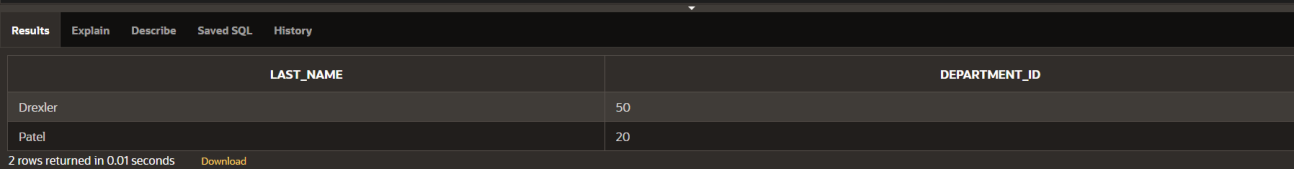 Results Explain Describe Saved SQL History
LAST_NAME DEPARTMENT_ID
Drexler 50
Patel 20
2 rows returned in 0.01 seconds Download